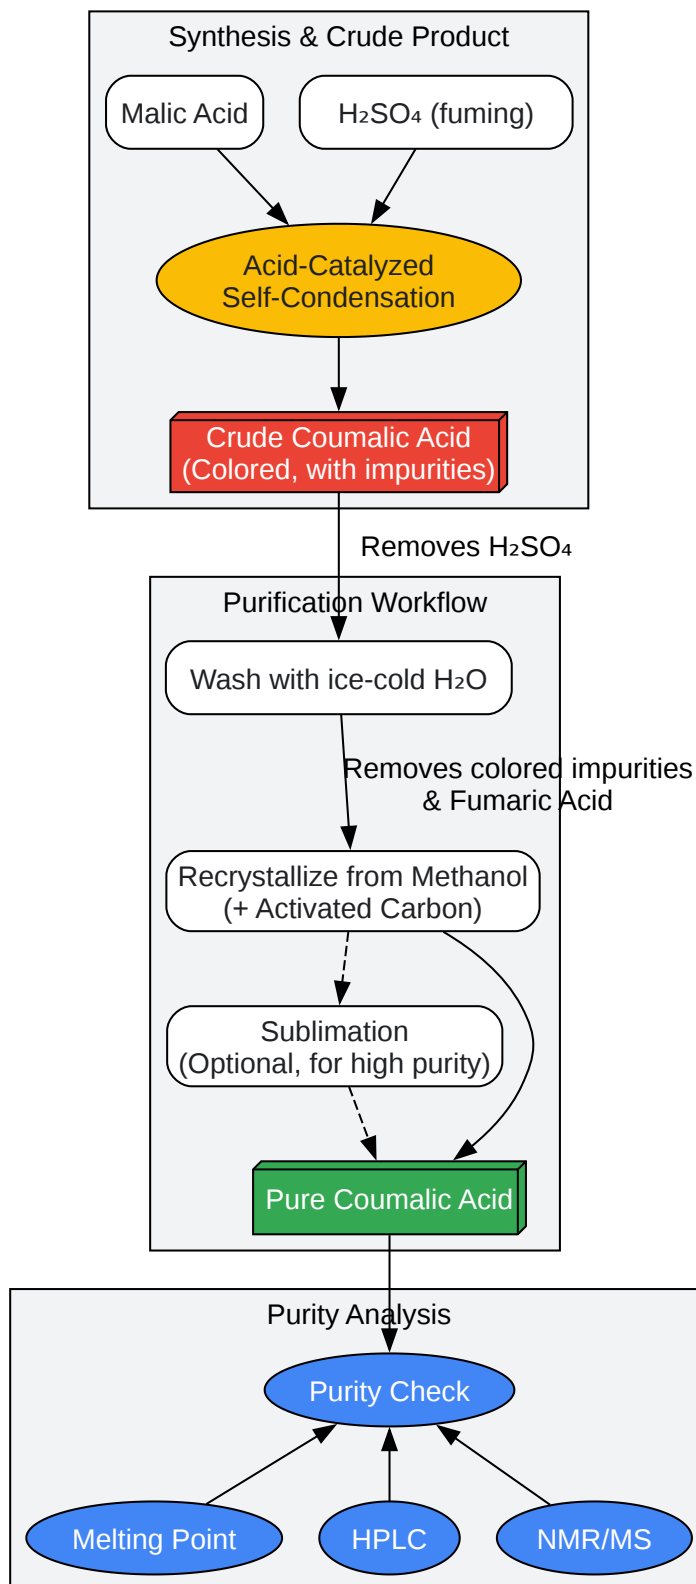 Synthesis & Crude Product
Malic Acid
H₂SO₄ (fuming)
Acid-Catalyzed
Self-Condensation
Crude Coumalic Acid
(Colored, with impurities)
Removes H₂SO₄
Purification Workflow
Wash with ice-cold H₂O
Removes colored impurities
& Fumaric Acid
Recrystallize from Methanol
(+ Activated Carbon)
Sublimation
(Optional, for high purity)
Pure Coumalic Acid
Purity Analysis
Purity Check
Melting Point
HPLC
NMR/MS